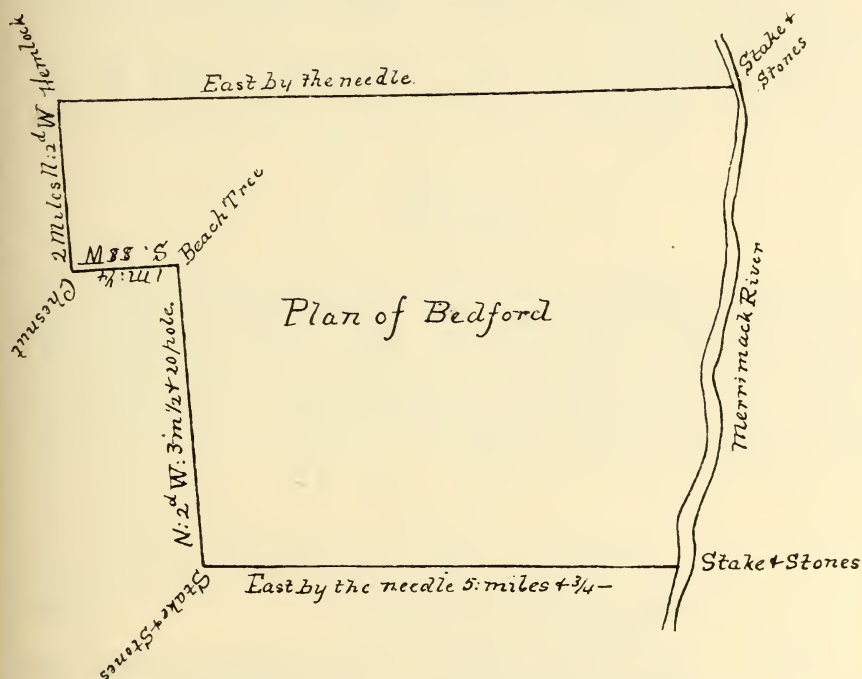 Hemlock
Stake &
Stones
East by the needle.
2 Miles N: 2d W
Beach Tree
S. 88 W
1 M: 1/4
Chesnut
Plan of Bedford
Merrimack River
N: 2d W: 3 m 1/2 & 20 pole.
Stake & Stones
Stake & Stones
East by the needle 5: miles & 3/4 —